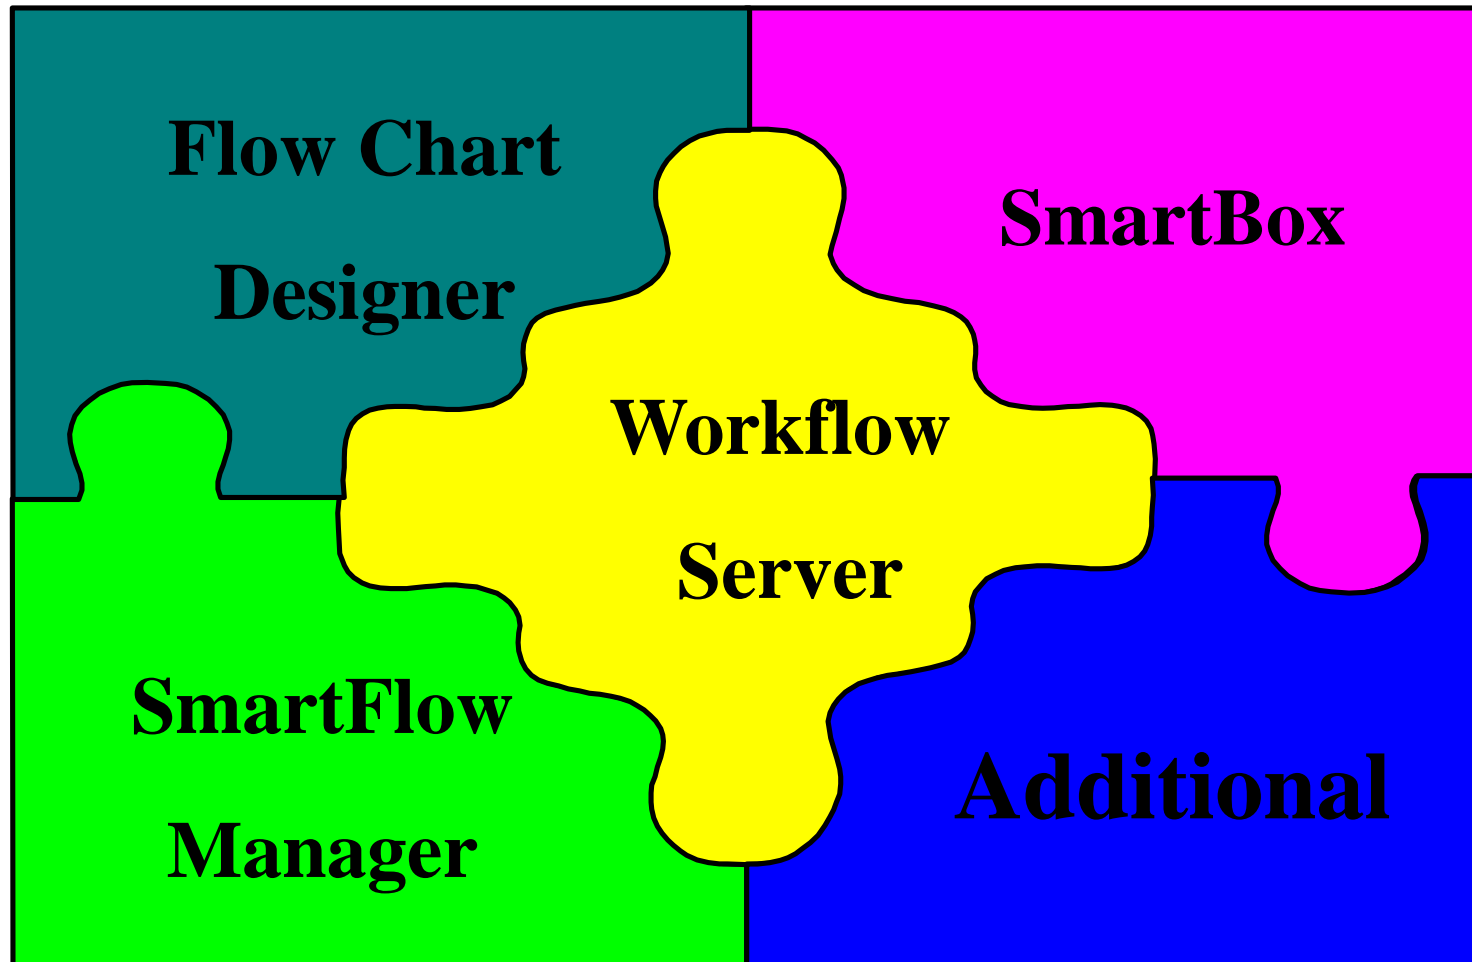 Flow Chart
Designer
SmartBox
Workflow
Server
SmartFlow
Manager
Additional